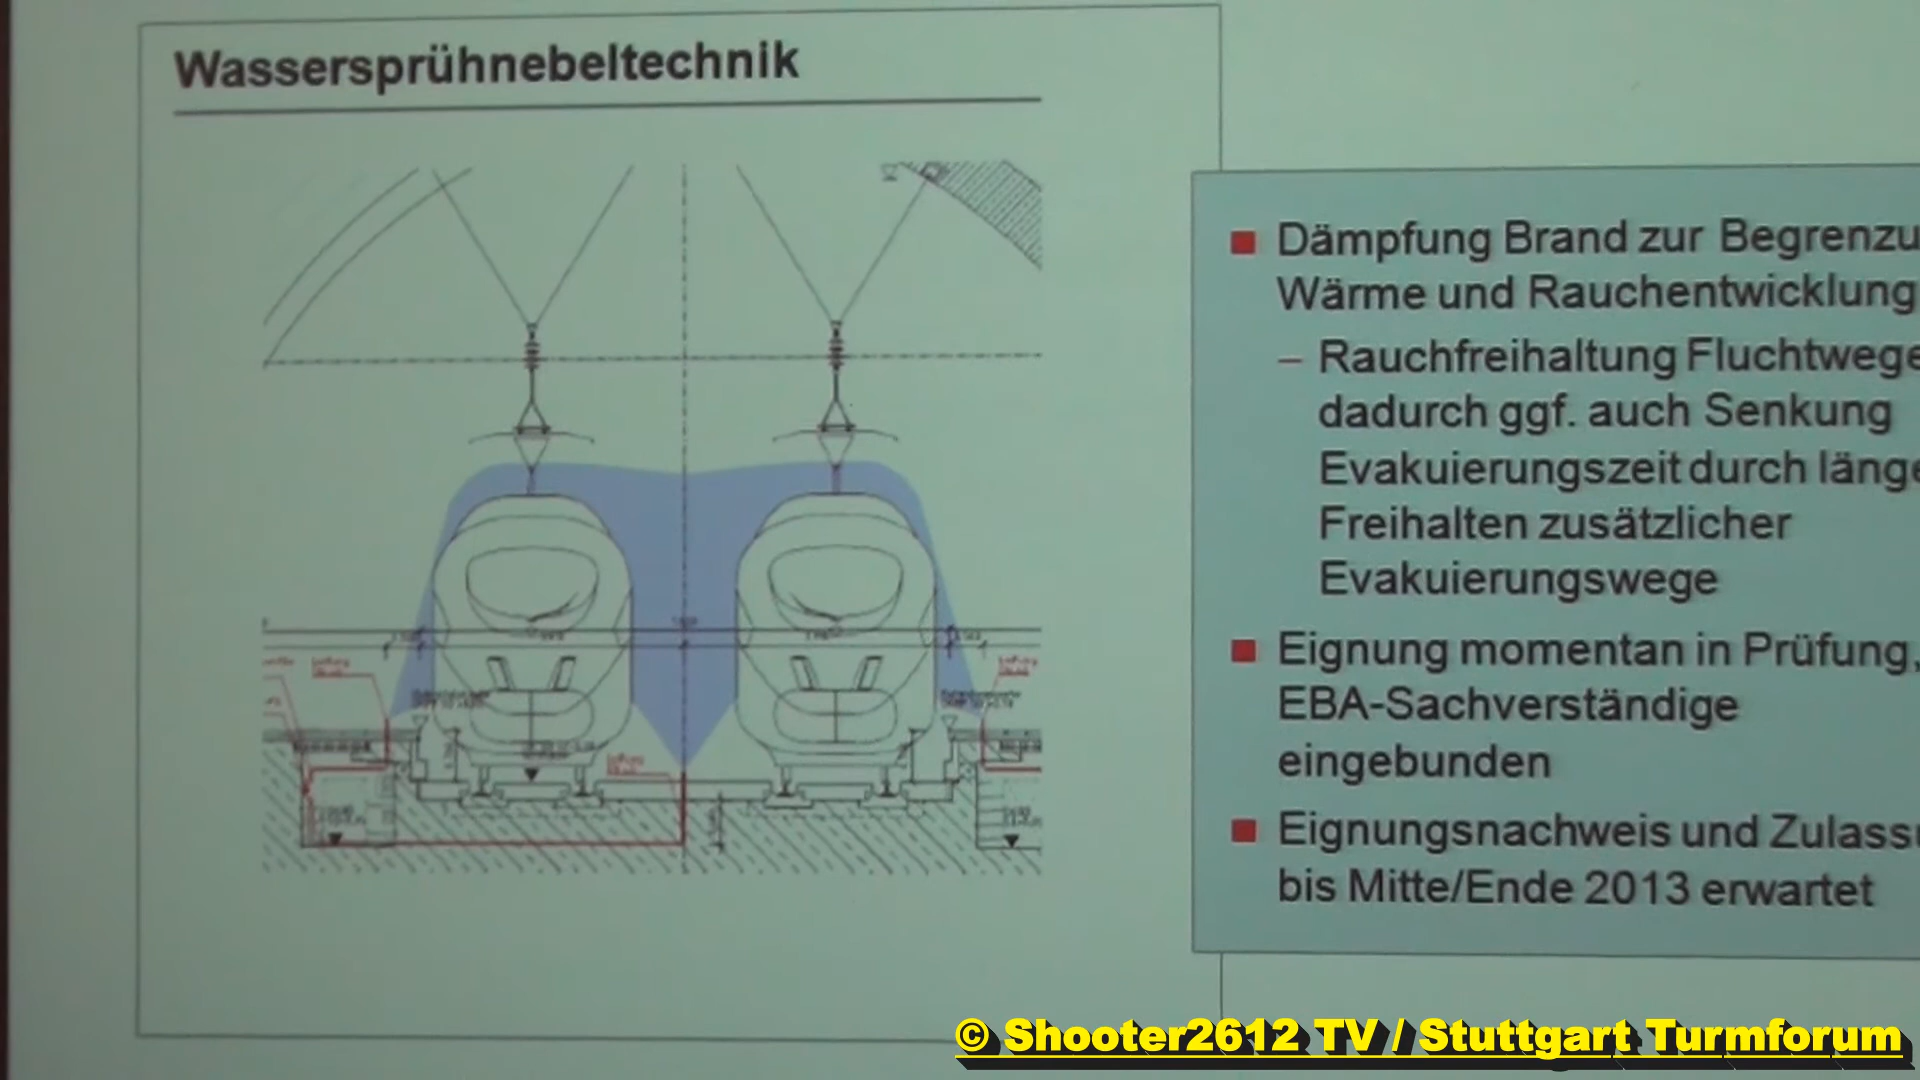 Wassersprühnebeltechnik
Dämpfung Brand zur Begrenzu
Wärme und Rauchentwicklung
– Rauchfreihaltung Fluchtwege
dadurch ggf. auch Senkung
Evakuierungszeit durch länge
Freihalten zusätzlicher
Evakuierungswege
Eignung momentan in Prüfung,
EBA-Sachverständige
eingebunden
Eignungsnachweis und Zulass
bis Mitte/Ende 2013 erwartet
© Shooter2612 TV / Stuttgart Turmforum